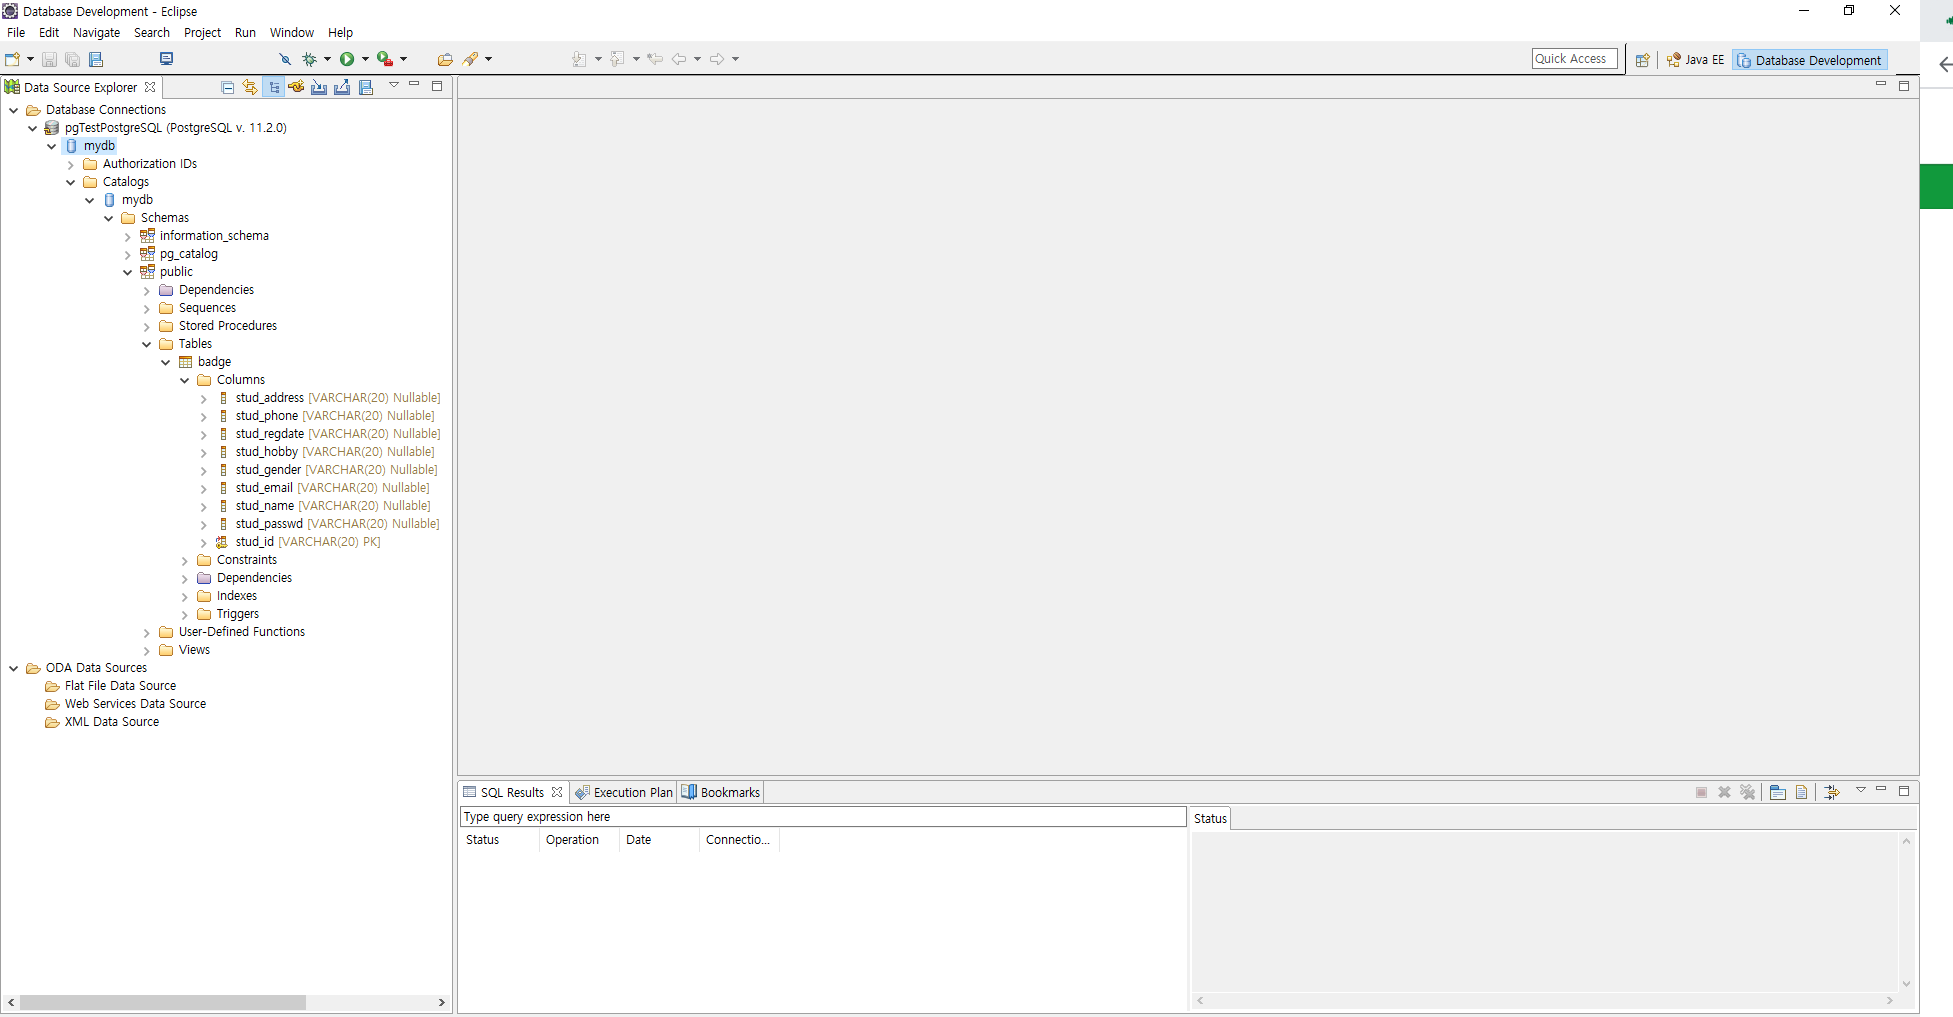 Database Development - Eclipse
File Edit Navigate Search Project Run Window Help
Quick Access
Java EE
Database Development
Data Source Explorer
Database Connections
pgTestPostgreSQL (PostgreSQL v. 11.2.0)
mydb
Authorization IDs
Catalogs
mydb
Schemas
information_schema
pg_catalog
public
Dependencies
Sequences
Stored Procedures
Tables
badge
Columns
stud_address [VARCHAR(20) Nullable]
stud_phone [VARCHAR(20) Nullable]
stud_regdate [VARCHAR(20) Nullable]
stud_hobby [VARCHAR(20) Nullable]
stud_gender [VARCHAR(20) Nullable]
stud_email [VARCHAR(20) Nullable]
stud_name [VARCHAR(20) Nullable]
stud_passwd [VARCHAR(20) Nullable]
stud_id [VARCHAR(20) PK]
Constraints
Dependencies
Indexes
Triggers
User-Defined Functions
Views
ODA Data Sources
Flat File Data Source
Web Services Data Source
XML Data Source
SQL Results Execution Plan Bookmarks
Type query expression here
Status Operation Date Connectio...
Status